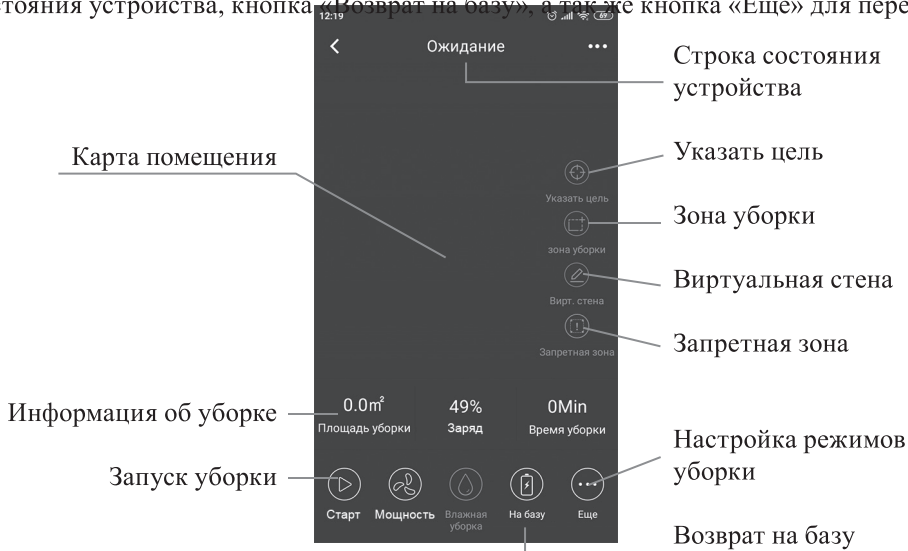 стояния устройства, кнопка «Возврат на базу», а так же кнопка «Еще» для пере
12:19
69
Ожидание
Строка состояния
устройства
Карта помещения
Указать цель
Указать цель
Зона уборки
зона уборки
Виртуальная стена
Вирт. стена
Запретная зона
Запретная зона
Информация об уборке
0.0㎡
Площадь уборки
49%
Заряд
0Min
Время уборки
Настройка режимов
уборки
Запуск уборки
Старт
Мощность
Влажная
уборка
На базу
Еще
Возврат на базу